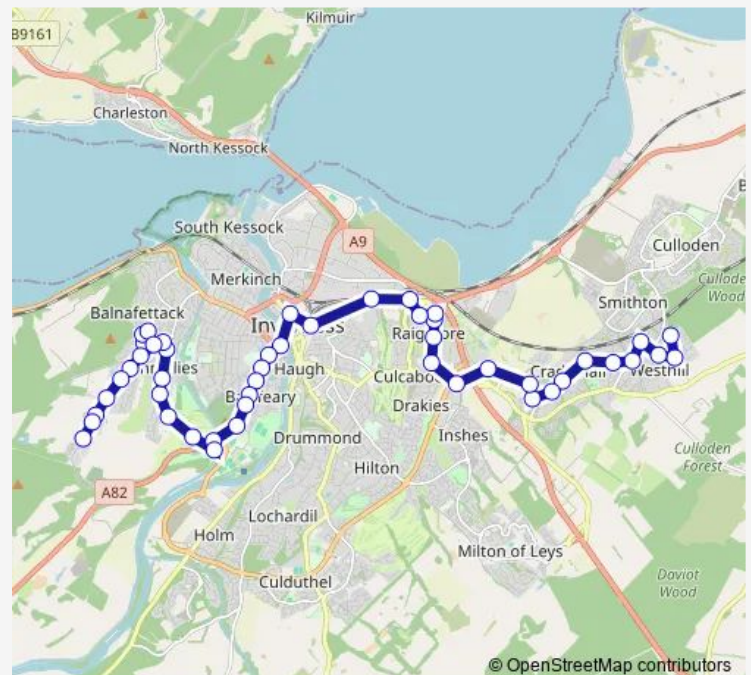 Kilmuir
B9161
Charleston
North Kessock
South Kessock
A9
Culloden
Merkinch
Smithton
Culloden
Wood
Balnafettack
Raigmore
Haugh
Westhill
Drakies
Drummond
Inshes
Culloden
Forest
Hilton
A82
Lochardil
Holm
Milton of Leys
Culduthel
Daviot
Wood
© OpenStreetMap contributors